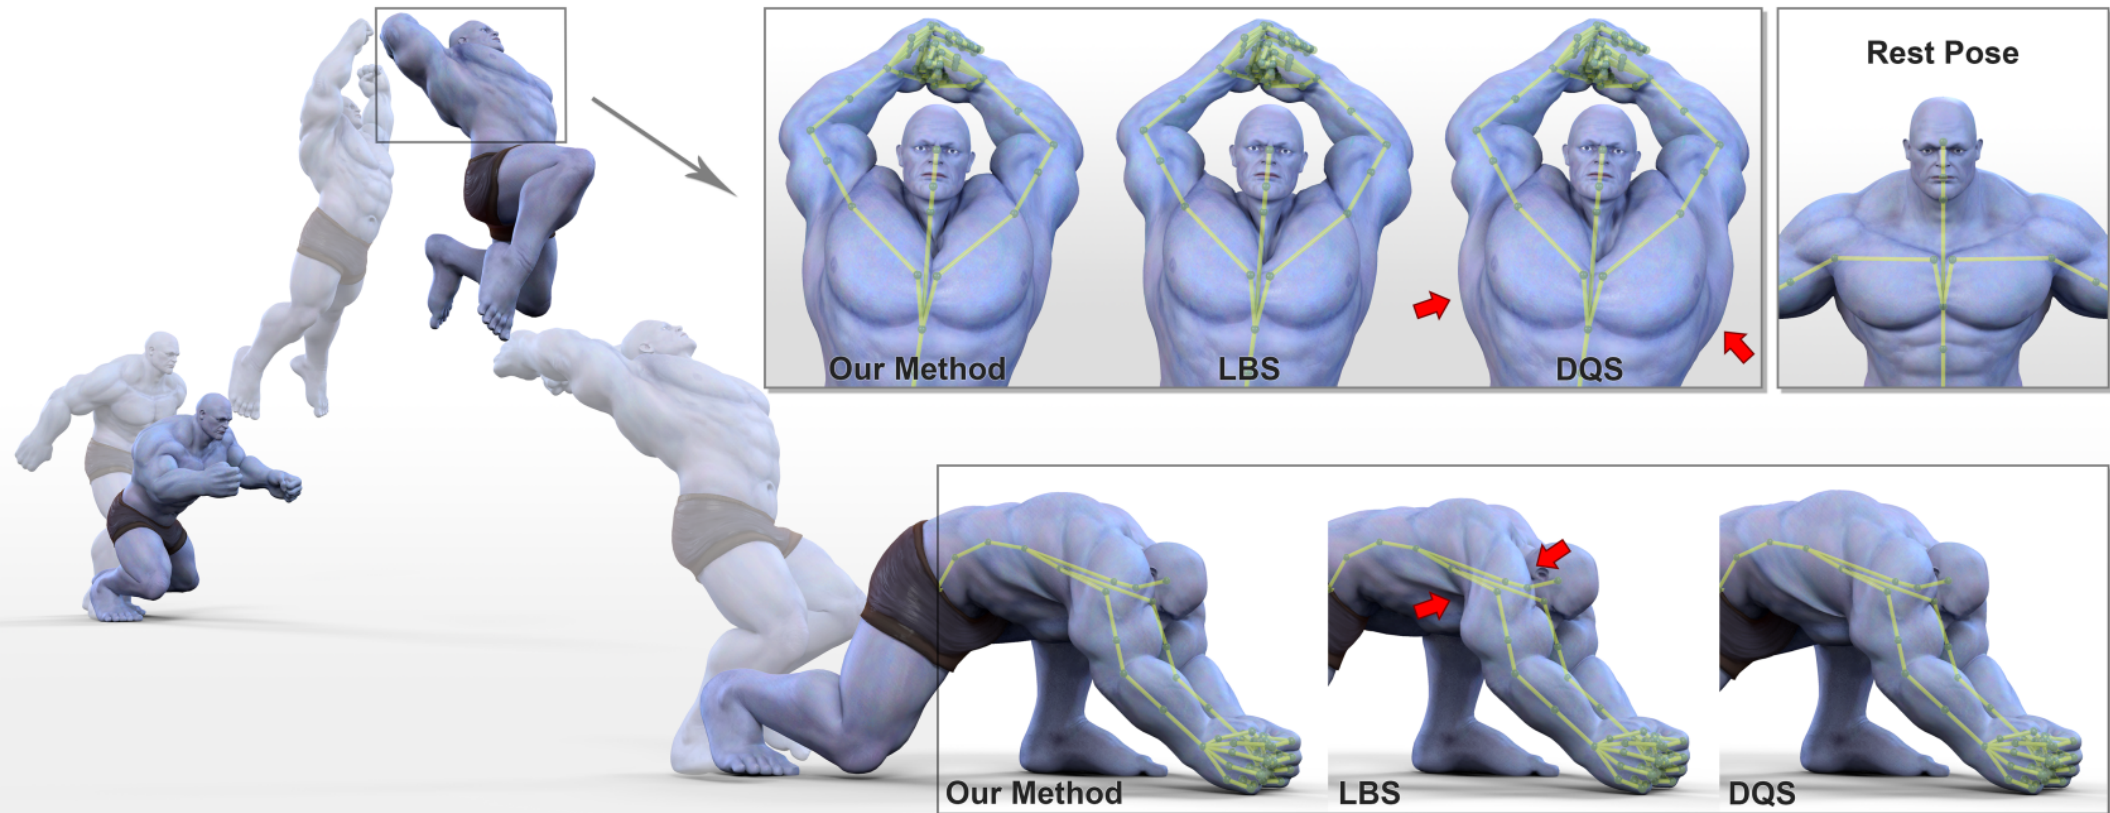 Rest Pose
Our Method
LBS
DQS
Our Method
LBS
DQS